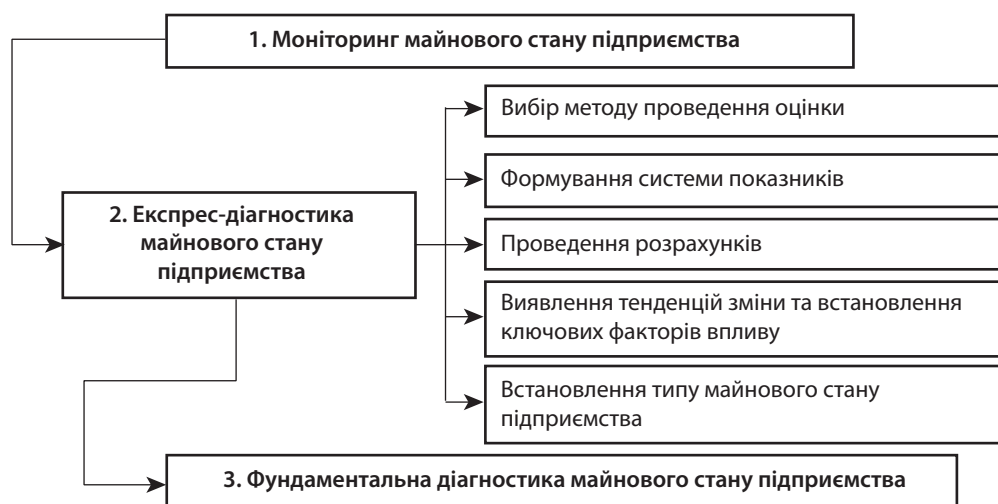 1. Моніторинг майнового стану підприємства
Вибір методу проведення оцінки
Формування системи показників
2. Експрес-діагностика
майнового стану
підприємства
Проведення розрахунків
Виявлення тенденцій зміни та встановлення
ключових факторів впливу
Встановлення типу майнового стану
підприємства
3. Фундаментальна діагностика майнового стану підприємства